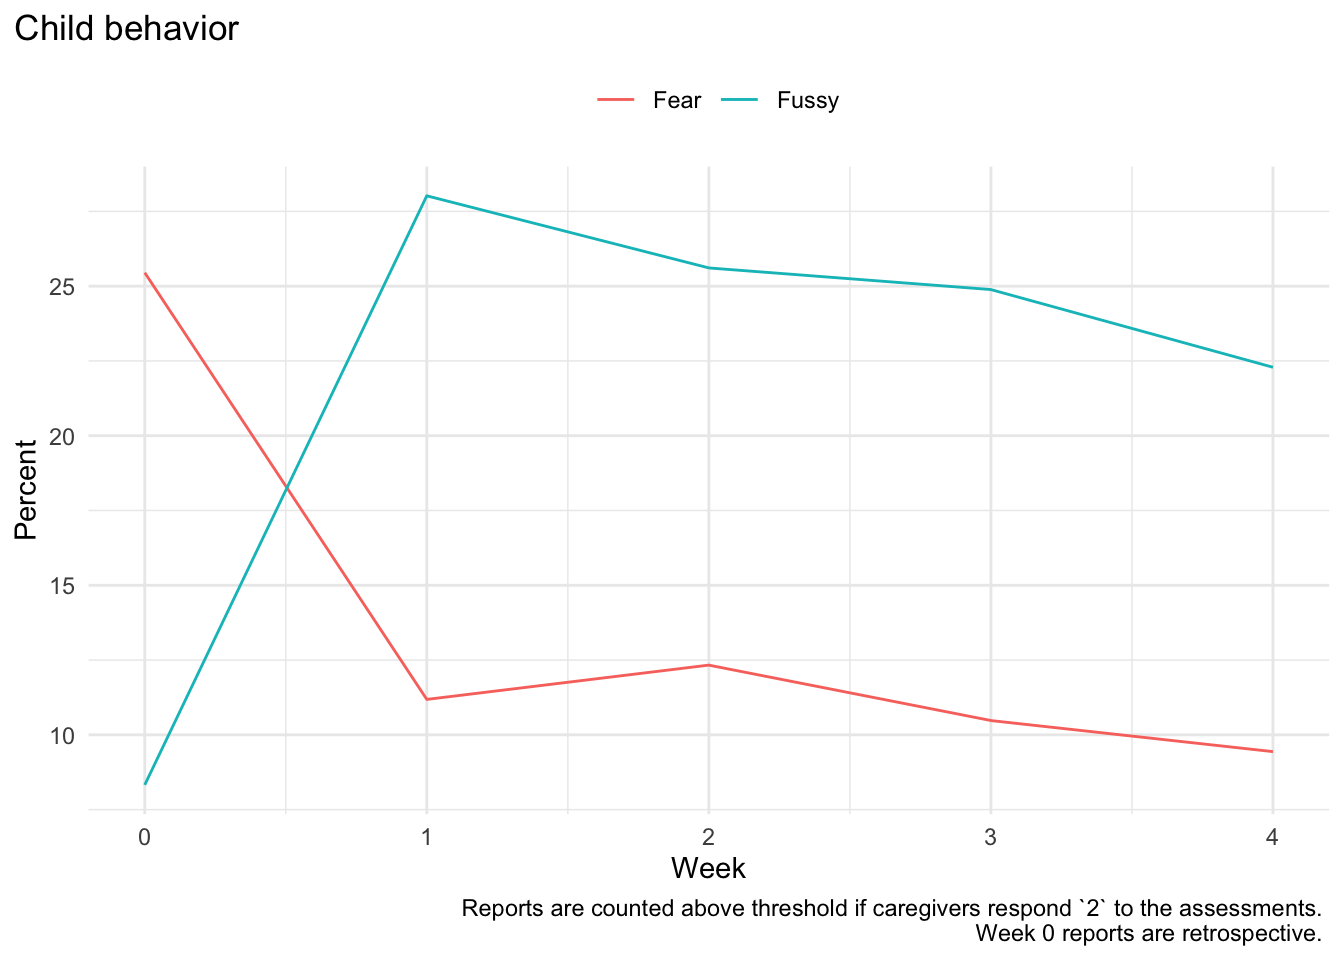 Child behavior
Fear Fussy
25
20
15
10
Percent
0 1 2 3 4
Week
Reports are counted above threshold if caregivers respond `2` to the assessments.
Week 0 reports are retrospective.